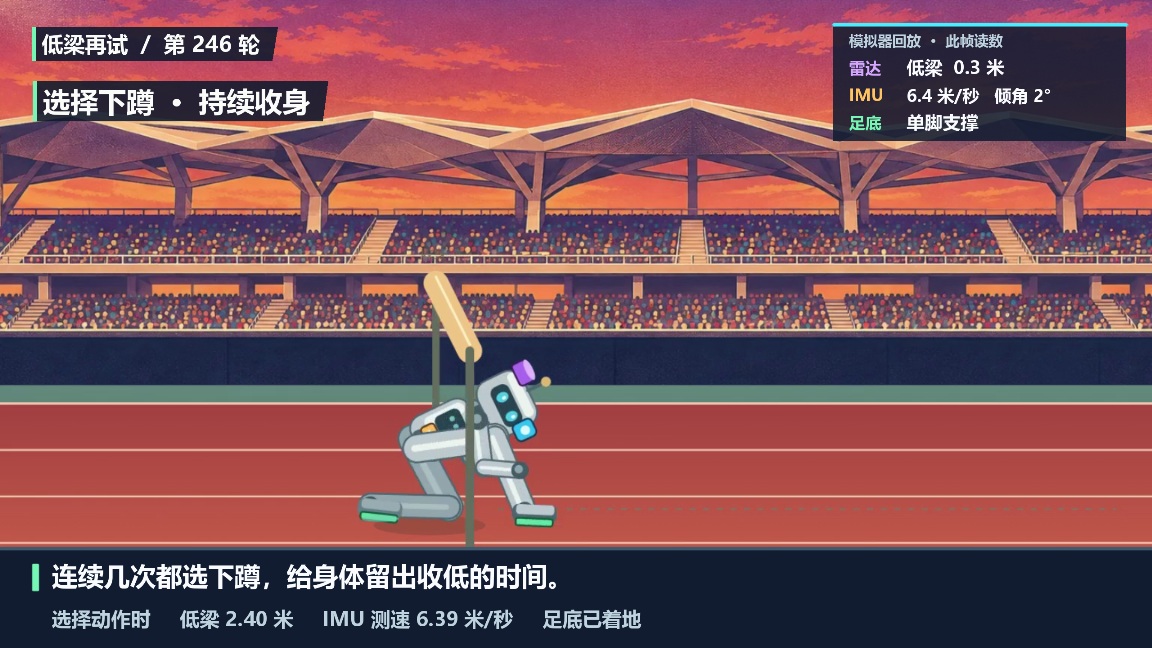 低梁再试 / 第 246 轮
选择下蹲 • 持续收身
模拟器回放 • 此帧读数
雷达 低梁 0.3 米
IMU 6.4 米/秒 倾角 2°
足底 单脚支撑
连续几次都选下蹲，给身体留出收低的时间。
选择动作时 低梁 2.40 米 IMU 测速 6.39 米/秒 足底已着地